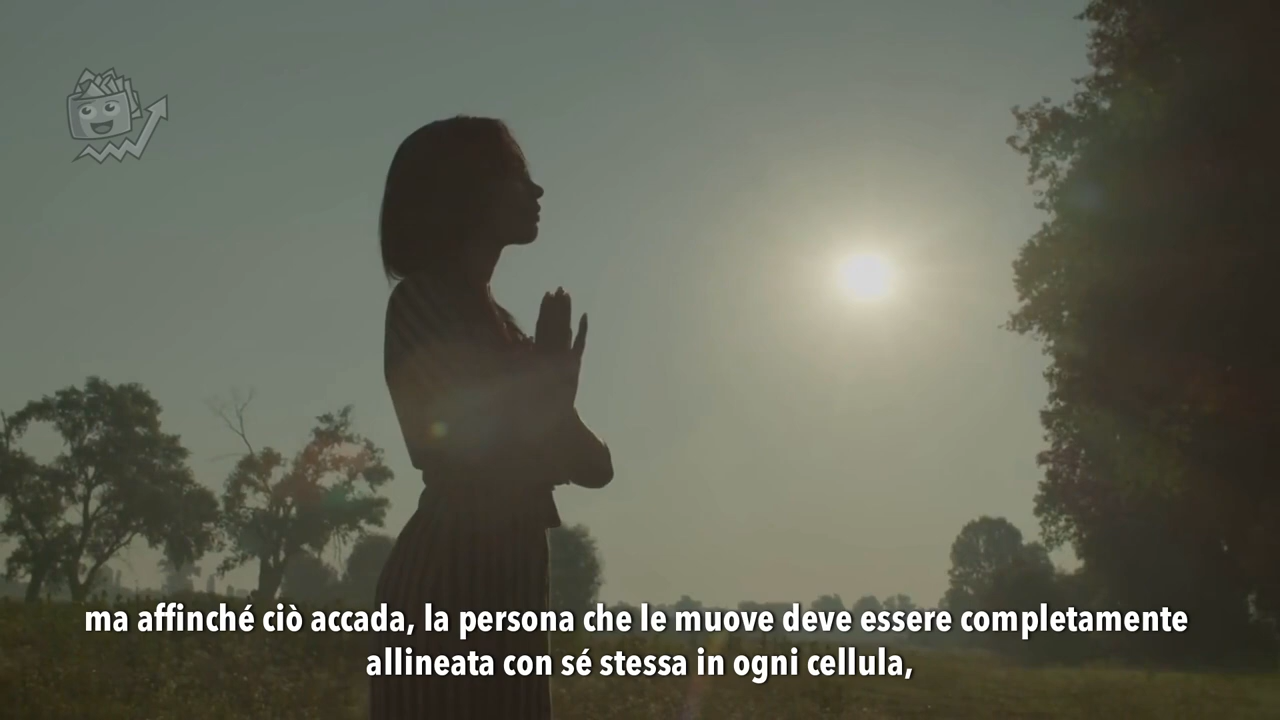 ma affinché ciò accada, la persona che le muove deve essere completamente
allineata con sé stessa in ogni cellula,